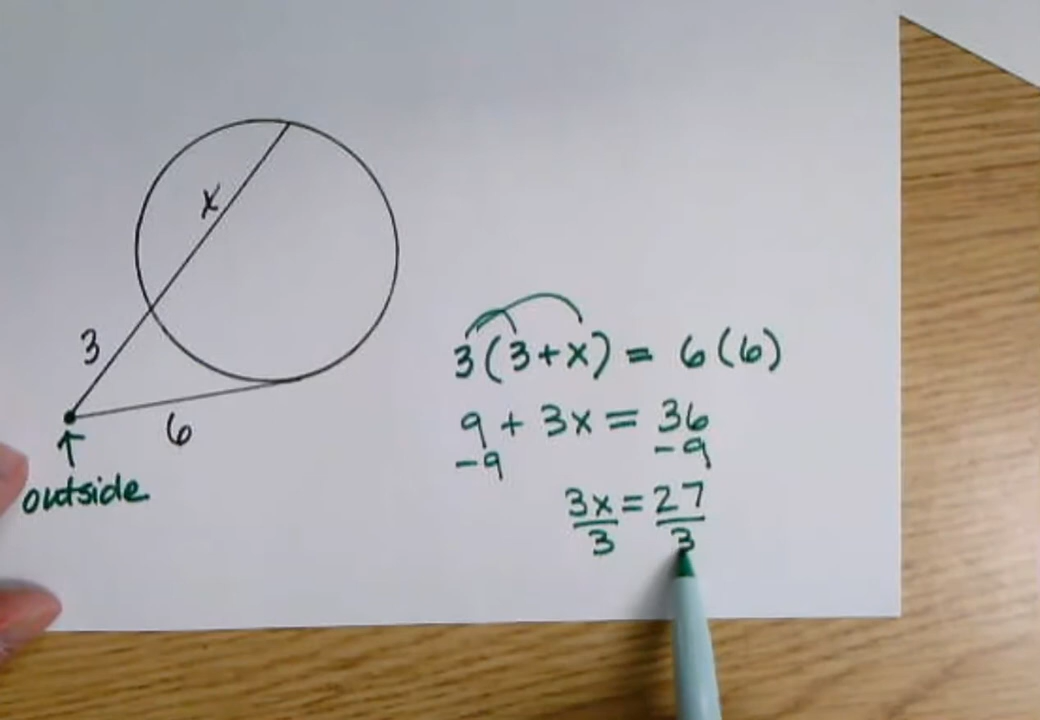 x
3
6
↑
outside
3(3+x) = 6(6)
9 + 3x = 36
-9 -9
3x = 27
3 3